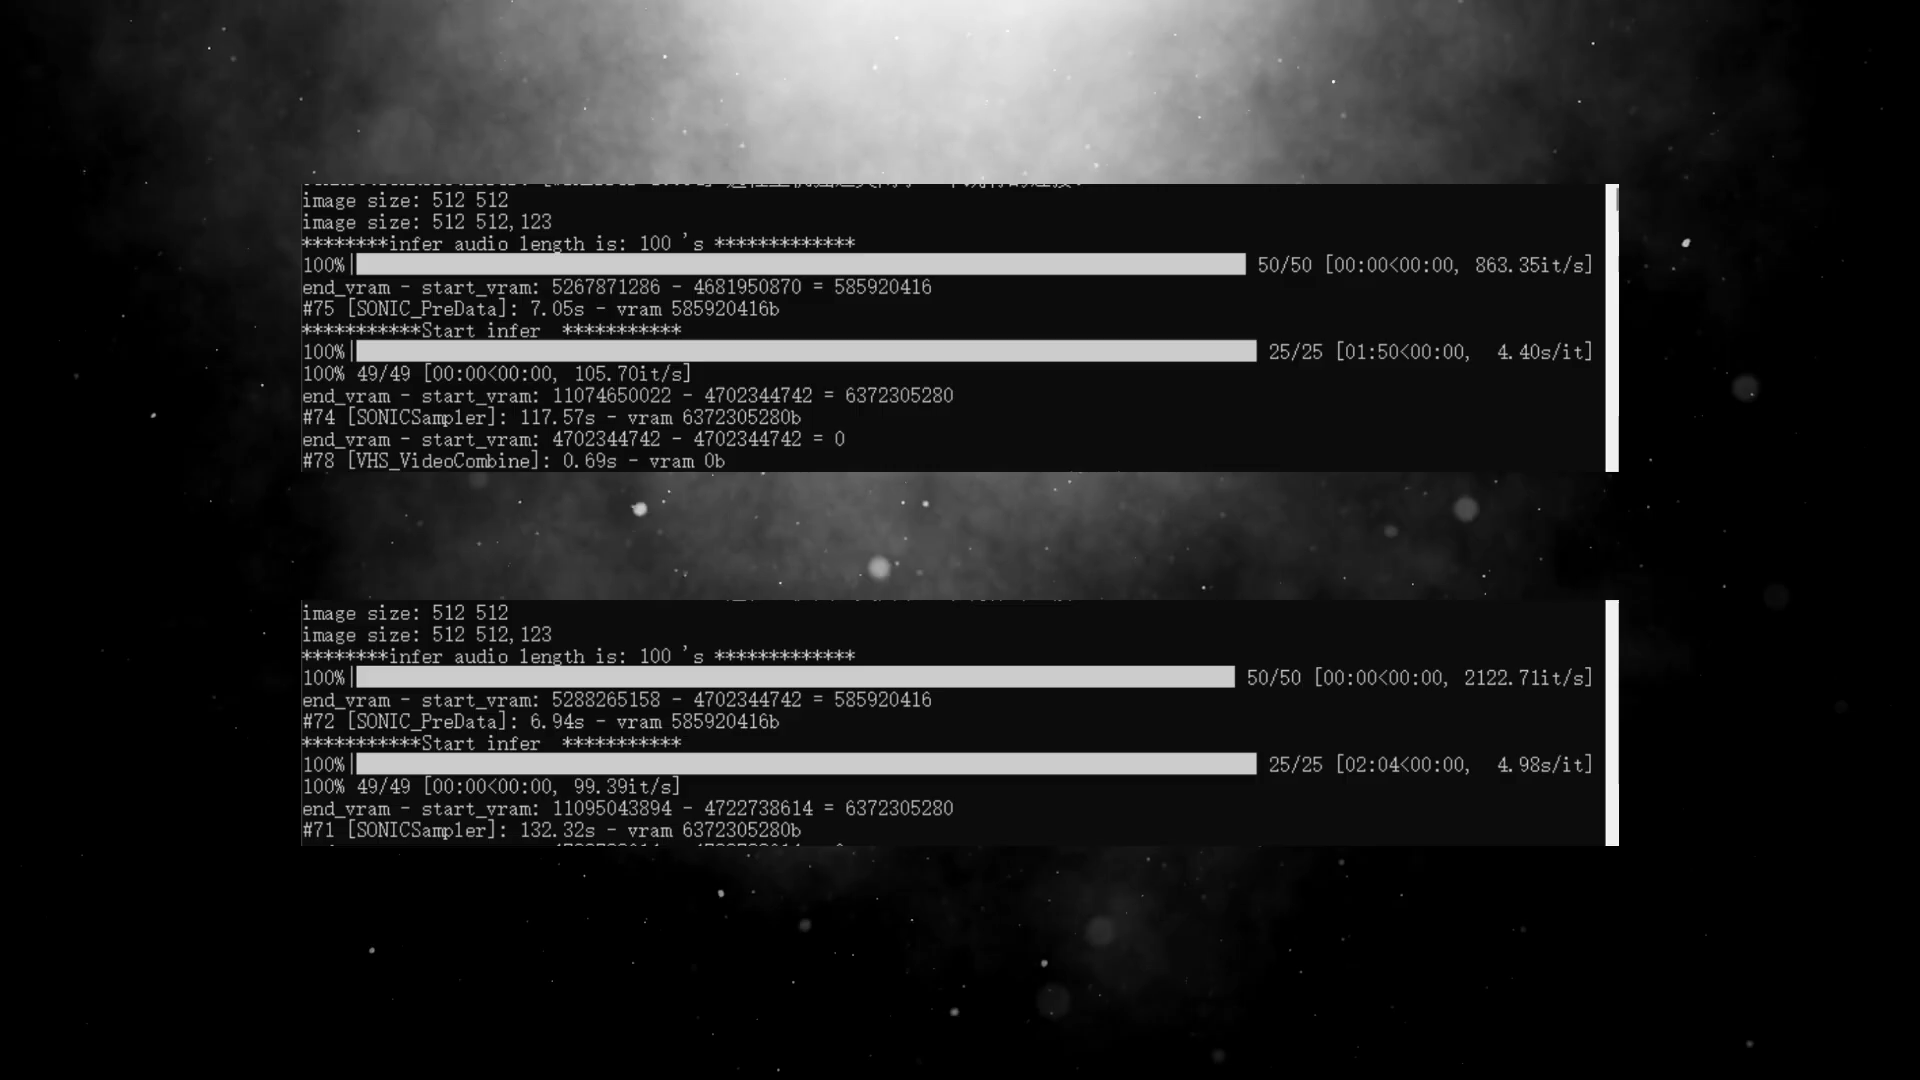 image size: 512 512
image size: 512 512,123
********infer audio length is: 100 's *************
100%| 50/50 [00:00<00:00, 863.35it/s]
end_vram - start_vram: 5267871286 - 4681950870 = 585920416
#75 [SONIC_PreData]: 7.05s - vram 585920416b
***********Start infer  ***********
100%| 25/25 [01:50<00:00,  4.40s/it]
100% 49/49 [00:00<00:00, 105.70it/s]
end_vram - start_vram: 11074650022 - 4702344742 = 6372305280
#74 [SONICSampler]: 117.57s - vram 6372305280b
end_vram - start_vram: 4702344742 - 4702344742 = 0
#78 [VHS_VideoCombine]: 0.69s - vram 0b
image size: 512 512
image size: 512 512,123
********infer audio length is: 100 's *************
100%| 50/50 [00:00<00:00, 2122.71it/s]
end_vram - start_vram: 5288265158 - 4702344742 = 585920416
#72 [SONIC_PreData]: 6.94s - vram 585920416b
***********Start infer  ***********
100%| 25/25 [02:04<00:00,  4.98s/it]
100% 49/49 [00:00<00:00, 99.39it/s]
end_vram - start_vram: 11095043894 - 4722738614 = 6372305280
#71 [SONICSampler]: 132.32s - vram 6372305280b